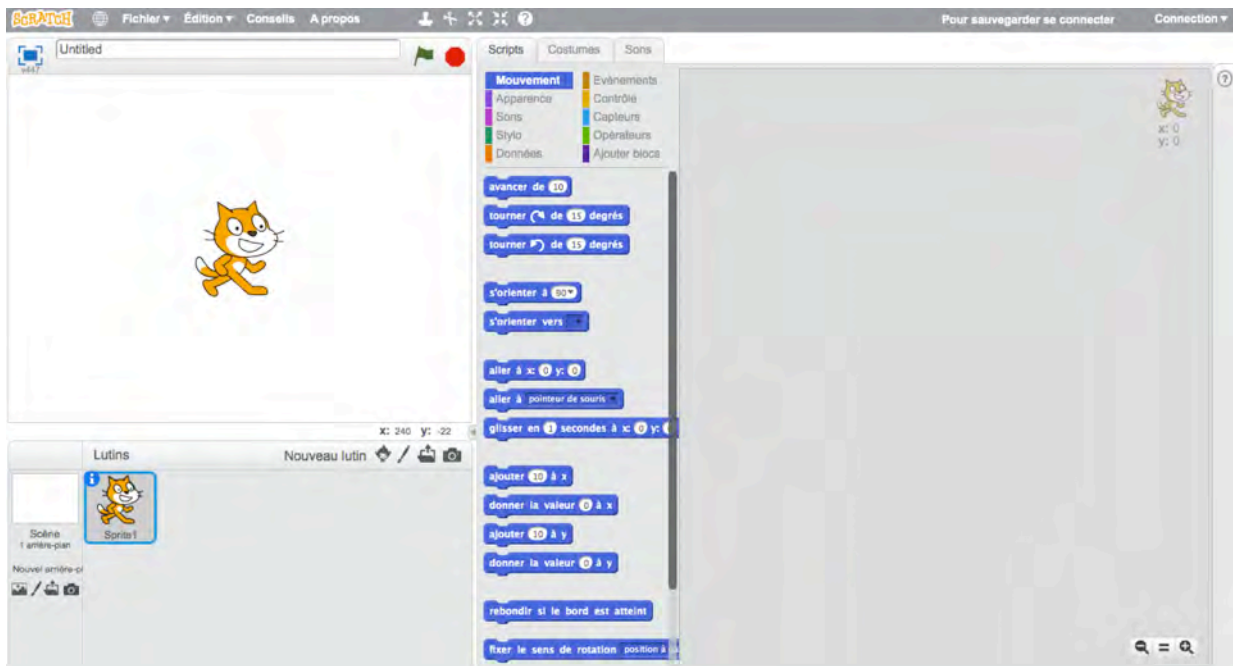 SCRATCH Fichier Édition Conseils A propos Pour sauvegarder se connecter Connection
Untitled
v447
x: 240 y: -22
Lutins Nouveau lutin
Scène
1 arrière-plan
Sprite1
Nouvel arrière-pl
Scripts Costumes Sons
Mouvement Evènements
Apparence Contrôle
Sons Capteurs
Stylo Opérateurs
Données Ajouter blocs
avancer de 10
tourner de 15 degrés
tourner de 15 degrés
s'orienter à 90
s'orienter vers
aller à x: 0 y: 0
aller à pointeur de souris
glisser en 1 secondes à x: 0 y:
ajouter 10 à x
donner la valeur 0 à x
ajouter 10 à y
donner la valeur 0 à y
rebondir si le bord est atteint
fixer le sens de rotation position à
x: 0
y: 0